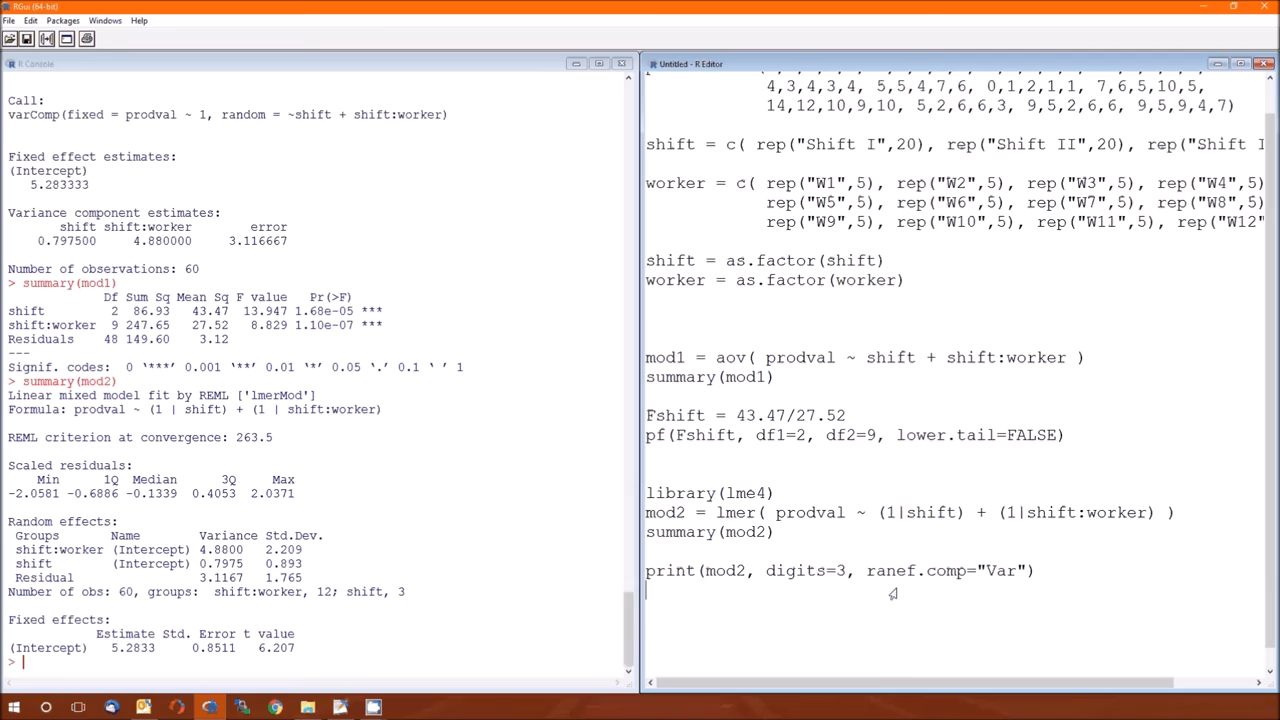 RGui (64-bit)
File Edit Packages Windows Help
R Console
Call:
varComp(fixed = prodval ~ 1, random = ~shift + shift:worker)
Fixed effect estimates:
(Intercept)
5.283333
Variance component estimates:
shift shift:worker error
0.797500 4.880000 3.116667
Number of observations: 60
> summary(mod1)
Df Sum Sq Mean Sq F value Pr(>F)
shift 2 86.93 43.47 13.947 1.68e-05 ***
shift:worker 9 247.65 27.52 8.829 1.10e-07 ***
Residuals 48 149.60 3.12
---
Signif. codes: 0 ‘***’ 0.001 ‘**’ 0.01 ‘*’ 0.05 ‘.’ 0.1 ‘ ’ 1
> summary(mod2)
Linear mixed model fit by REML ['lmerMod']
Formula: prodval ~ (1 | shift) + (1 | shift:worker)
REML criterion at convergence: 263.5
Scaled residuals:
Min 1Q Median 3Q Max
-2.0581 -0.6886 -0.1339 0.4053 2.0371
Random effects:
Groups Name Variance Std.Dev.
shift:worker (Intercept) 4.8800 2.209
shift (Intercept) 0.7975 0.893
Residual 3.1167 1.765
Number of obs: 60, groups: shift:worker, 12; shift, 3
Fixed effects:
Estimate Std. Error t value
(Intercept) 5.2833 0.8511 6.207
>
Untitled - R Editor
4,3,4,3,4, 5,5,4,7,6, 0,1,2,1,1, 7,6,5,10,5,
14,12,10,9,10, 5,2,6,6,3, 9,5,2,6,6, 9,5,9,4,7)
shift = c( rep("Shift I",20), rep("Shift II",20), rep("Shift I
worker = c( rep("W1",5), rep("W2",5), rep("W3",5), rep("W4",5)
rep("W5",5), rep("W6",5), rep("W7",5), rep("W8",5)
rep("W9",5), rep("W10",5), rep("W11",5), rep("W12"
shift = as.factor(shift)
worker = as.factor(worker)
mod1 = aov( prodval ~ shift + shift:worker )
summary(mod1)
Fshift = 43.47/27.52
pf(Fshift, df1=2, df2=9, lower.tail=FALSE)
library(lme4)
mod2 = lmer( prodval ~ (1|shift) + (1|shift:worker) )
summary(mod2)
print(mod2, digits=3, ranef.comp="Var")